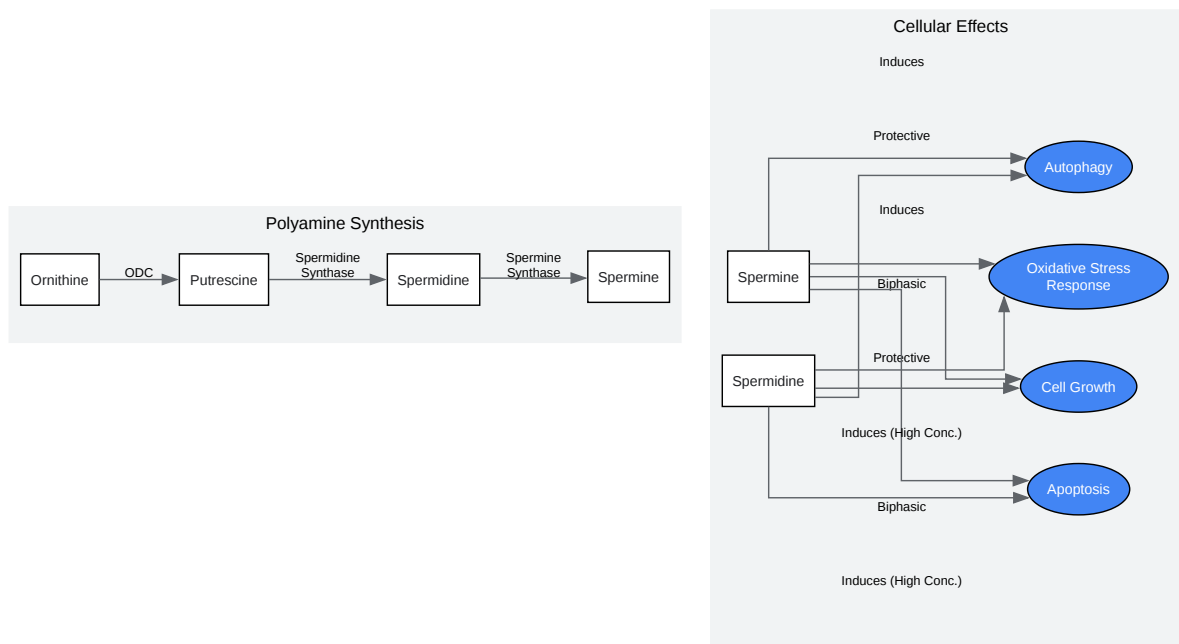 Polyamine Synthesis
Ornithine
ODC
Putrescine
Spermidine
Synthase
Spermidine
Spermine
Synthase
Spermine
Cellular Effects
Induces
Protective
Autophagy
Induces
Spermine
Biphasic
Oxidative Stress
Response
Protective
Spermidine
Cell Growth
Induces (High Conc.)
Apoptosis
Biphasic
Induces (High Conc.)